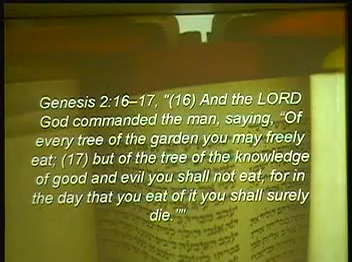 Genesis 2:16–17, "(16) And the LORD
God commanded the man, saying, "Of
every tree of the garden you may freely
eat; (17) but of the tree of the knowledge
of good and evil you shall not eat, for in
the day that you eat of it you shall surely
die.""